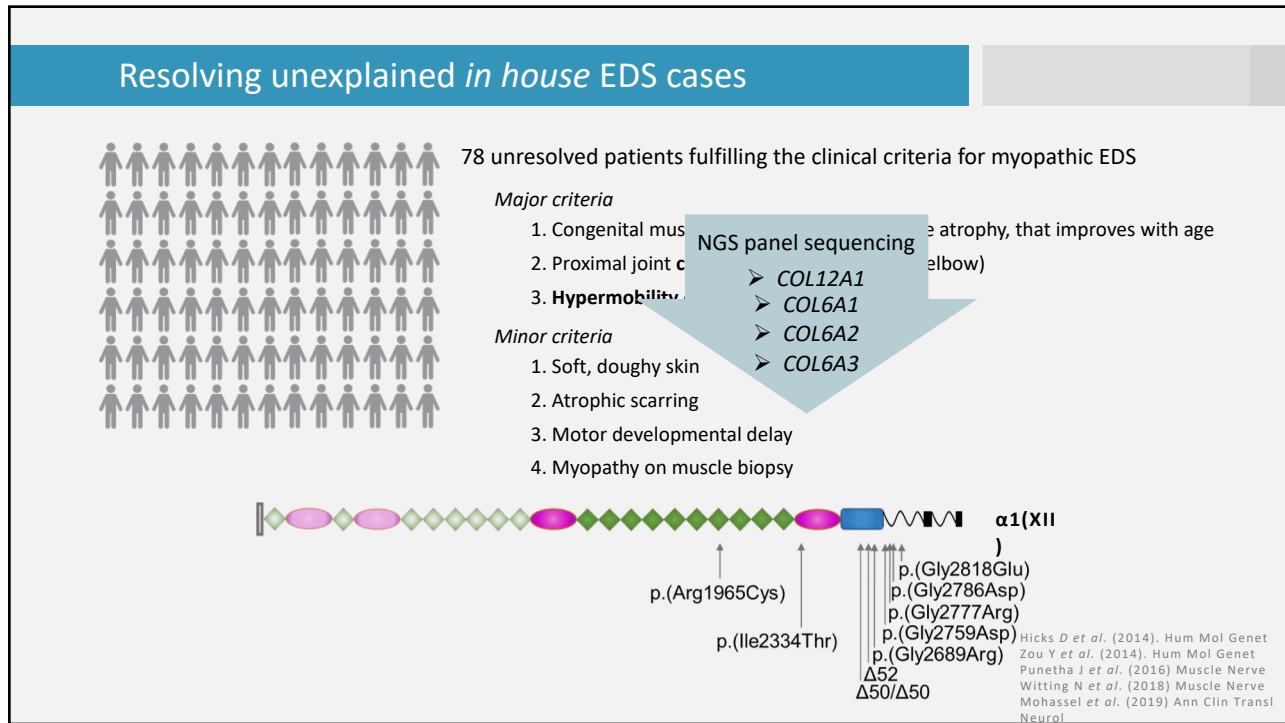 Resolving unexplained in house EDS cases
78 unresolved patients fulfilling the clinical criteria for myopathic EDS
Major criteria
1. Congenital mus e atrophy, that improves with age
2. Proximal joint c elbow)
3. Hypermobility
NGS panel sequencing
➢ COL12A1
➢ COL6A1
➢ COL6A2
➢ COL6A3
Minor criteria
1. Soft, doughy skin
2. Atrophic scarring
3. Motor developmental delay
4. Myopathy on muscle biopsy
α1(XII
)
p.(Arg1965Cys)
p.(Ile2334Thr)
p.(Gly2818Glu)
p.(Gly2786Asp)
p.(Gly2777Arg)
p.(Gly2759Asp)
p.(Gly2689Arg)
Δ52
Δ50/Δ50
Hicks D et al. (2014). Hum Mol Genet
Zou Y et al. (2014). Hum Mol Genet
Punetha J et al. (2016) Muscle Nerve
Witting N et al. (2018) Muscle Nerve
Mohassel et al. (2019) Ann Clin Transl
Neurol